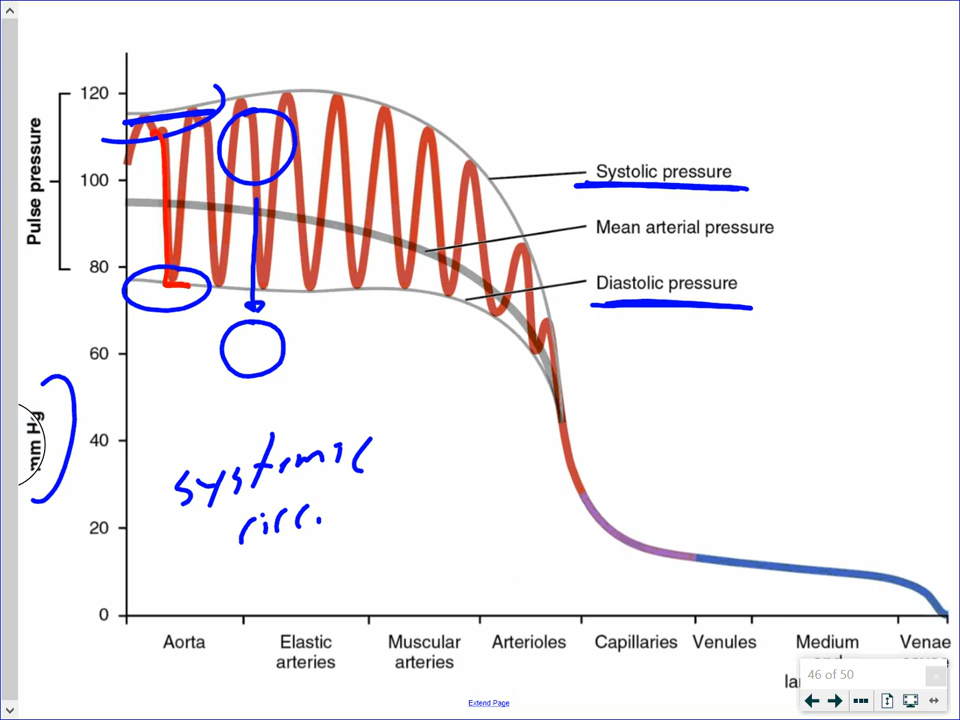 120
100
80
60
40
20
0
Pulse pressure
mm Hg
Systolic pressure
Mean arterial pressure
Diastolic pressure
systemic
circ.
Aorta
Elastic
arteries
Muscular
arteries
Arterioles
Capillaries
Venules
Medium
Venae
46 of 50
Extend Page